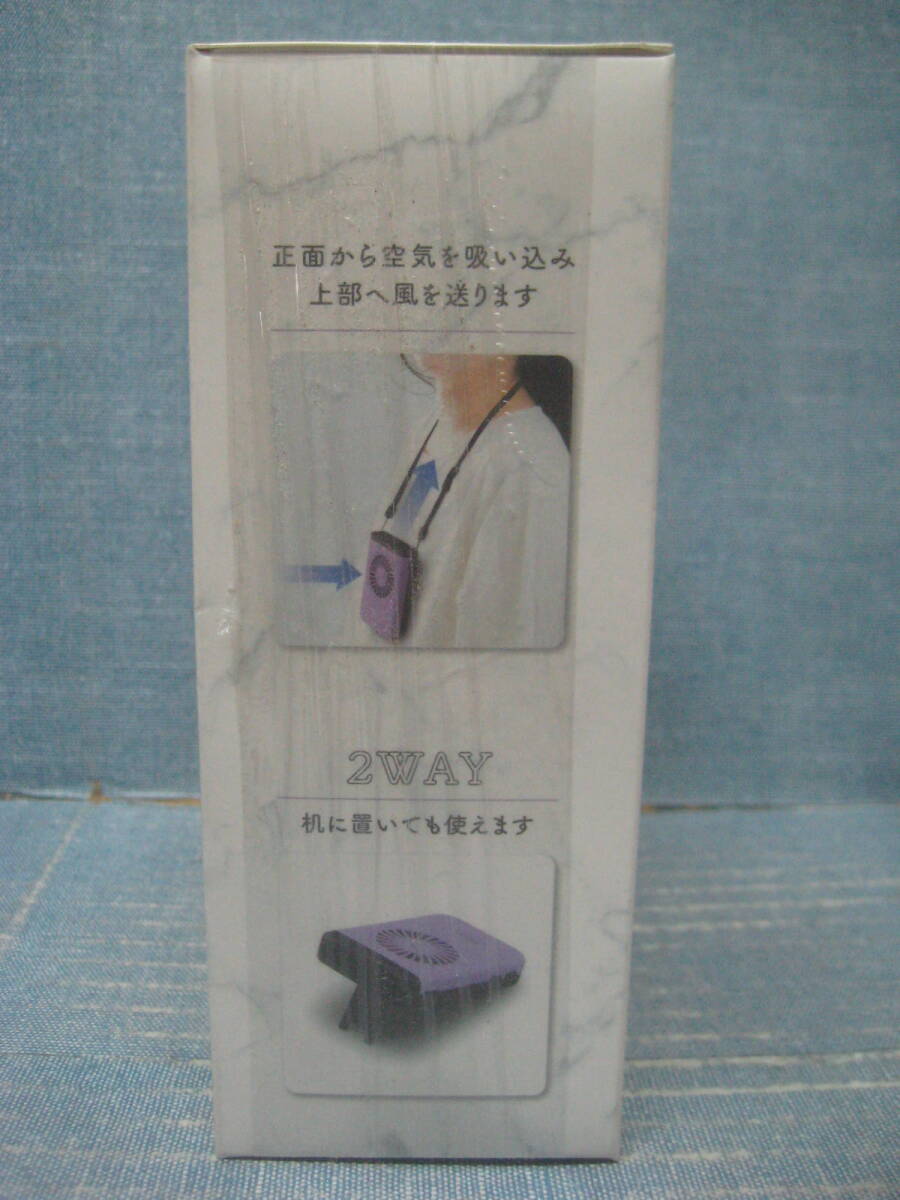 正面から空気を吸い込み
上部へ風を送ります
2WAY
机に置いても使えます